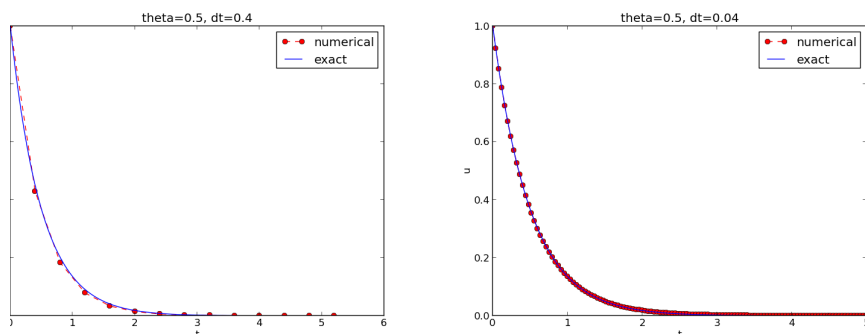 theta=0.5, dt=0.4
numerical
exact
0 1 2 3 4 5 6
theta=0.5, dt=0.04
numerical
exact
1.0
0.8
0.6
u
0.4
0.2
0.0
0 1 2 3 4